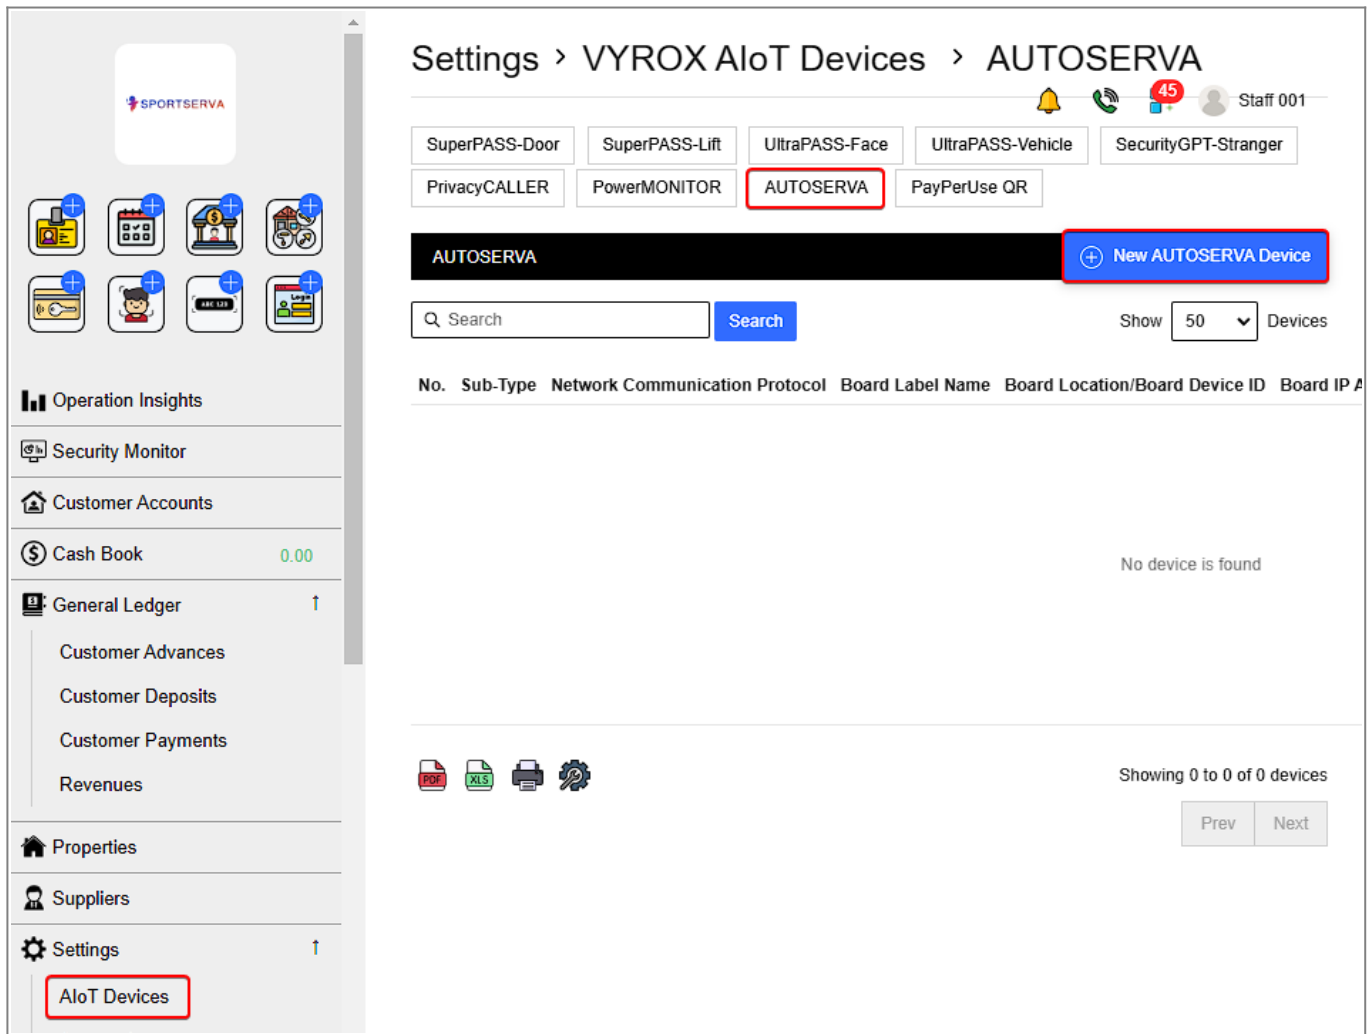 SPORTSERVA
ABC 123
Login
Operation Insights
Security Monitor
Customer Accounts
Cash Book 0.00
General Ledger ↑
Customer Advances
Customer Deposits
Customer Payments
Revenues
Properties
Suppliers
Settings ↑
AIoT Devices
Settings > VYROX AIoT Devices > AUTOSERVA
45 Staff 001
SuperPASS-Door SuperPASS-Lift UltraPASS-Face UltraPASS-Vehicle SecurityGPT-Stranger
PrivacyCALLER PowerMONITOR AUTOSERVA PayPerUse QR
AUTOSERVA New AUTOSERVA Device
Search Search Show 50 Devices
No. Sub-Type Network Communication Protocol Board Label Name Board Location/Board Device ID Board IP A
No device is found
PDF XLS
Showing 0 to 0 of 0 devices
Prev Next